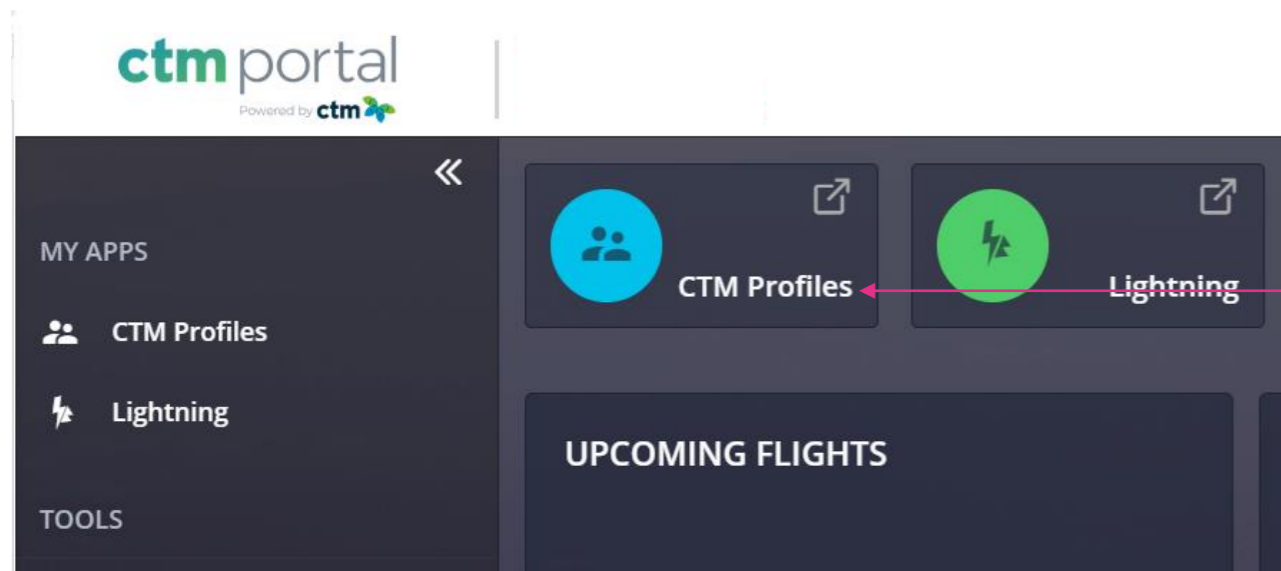 ctm portal
Powered by ctm
MY APPS
CTM Profiles
Lightning
TOOLS
CTM Profiles
Lightning
UPCOMING FLIGHTS